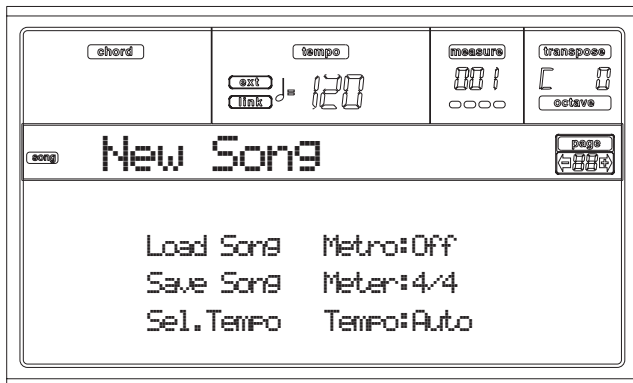 chord tempo measure transpose
ext
link ♩= 120 001 C 0
octave
song New Song page
88
Load Song Metro:Off
Save Song Meter:4/4
Sel.Tempo Tempo:Auto